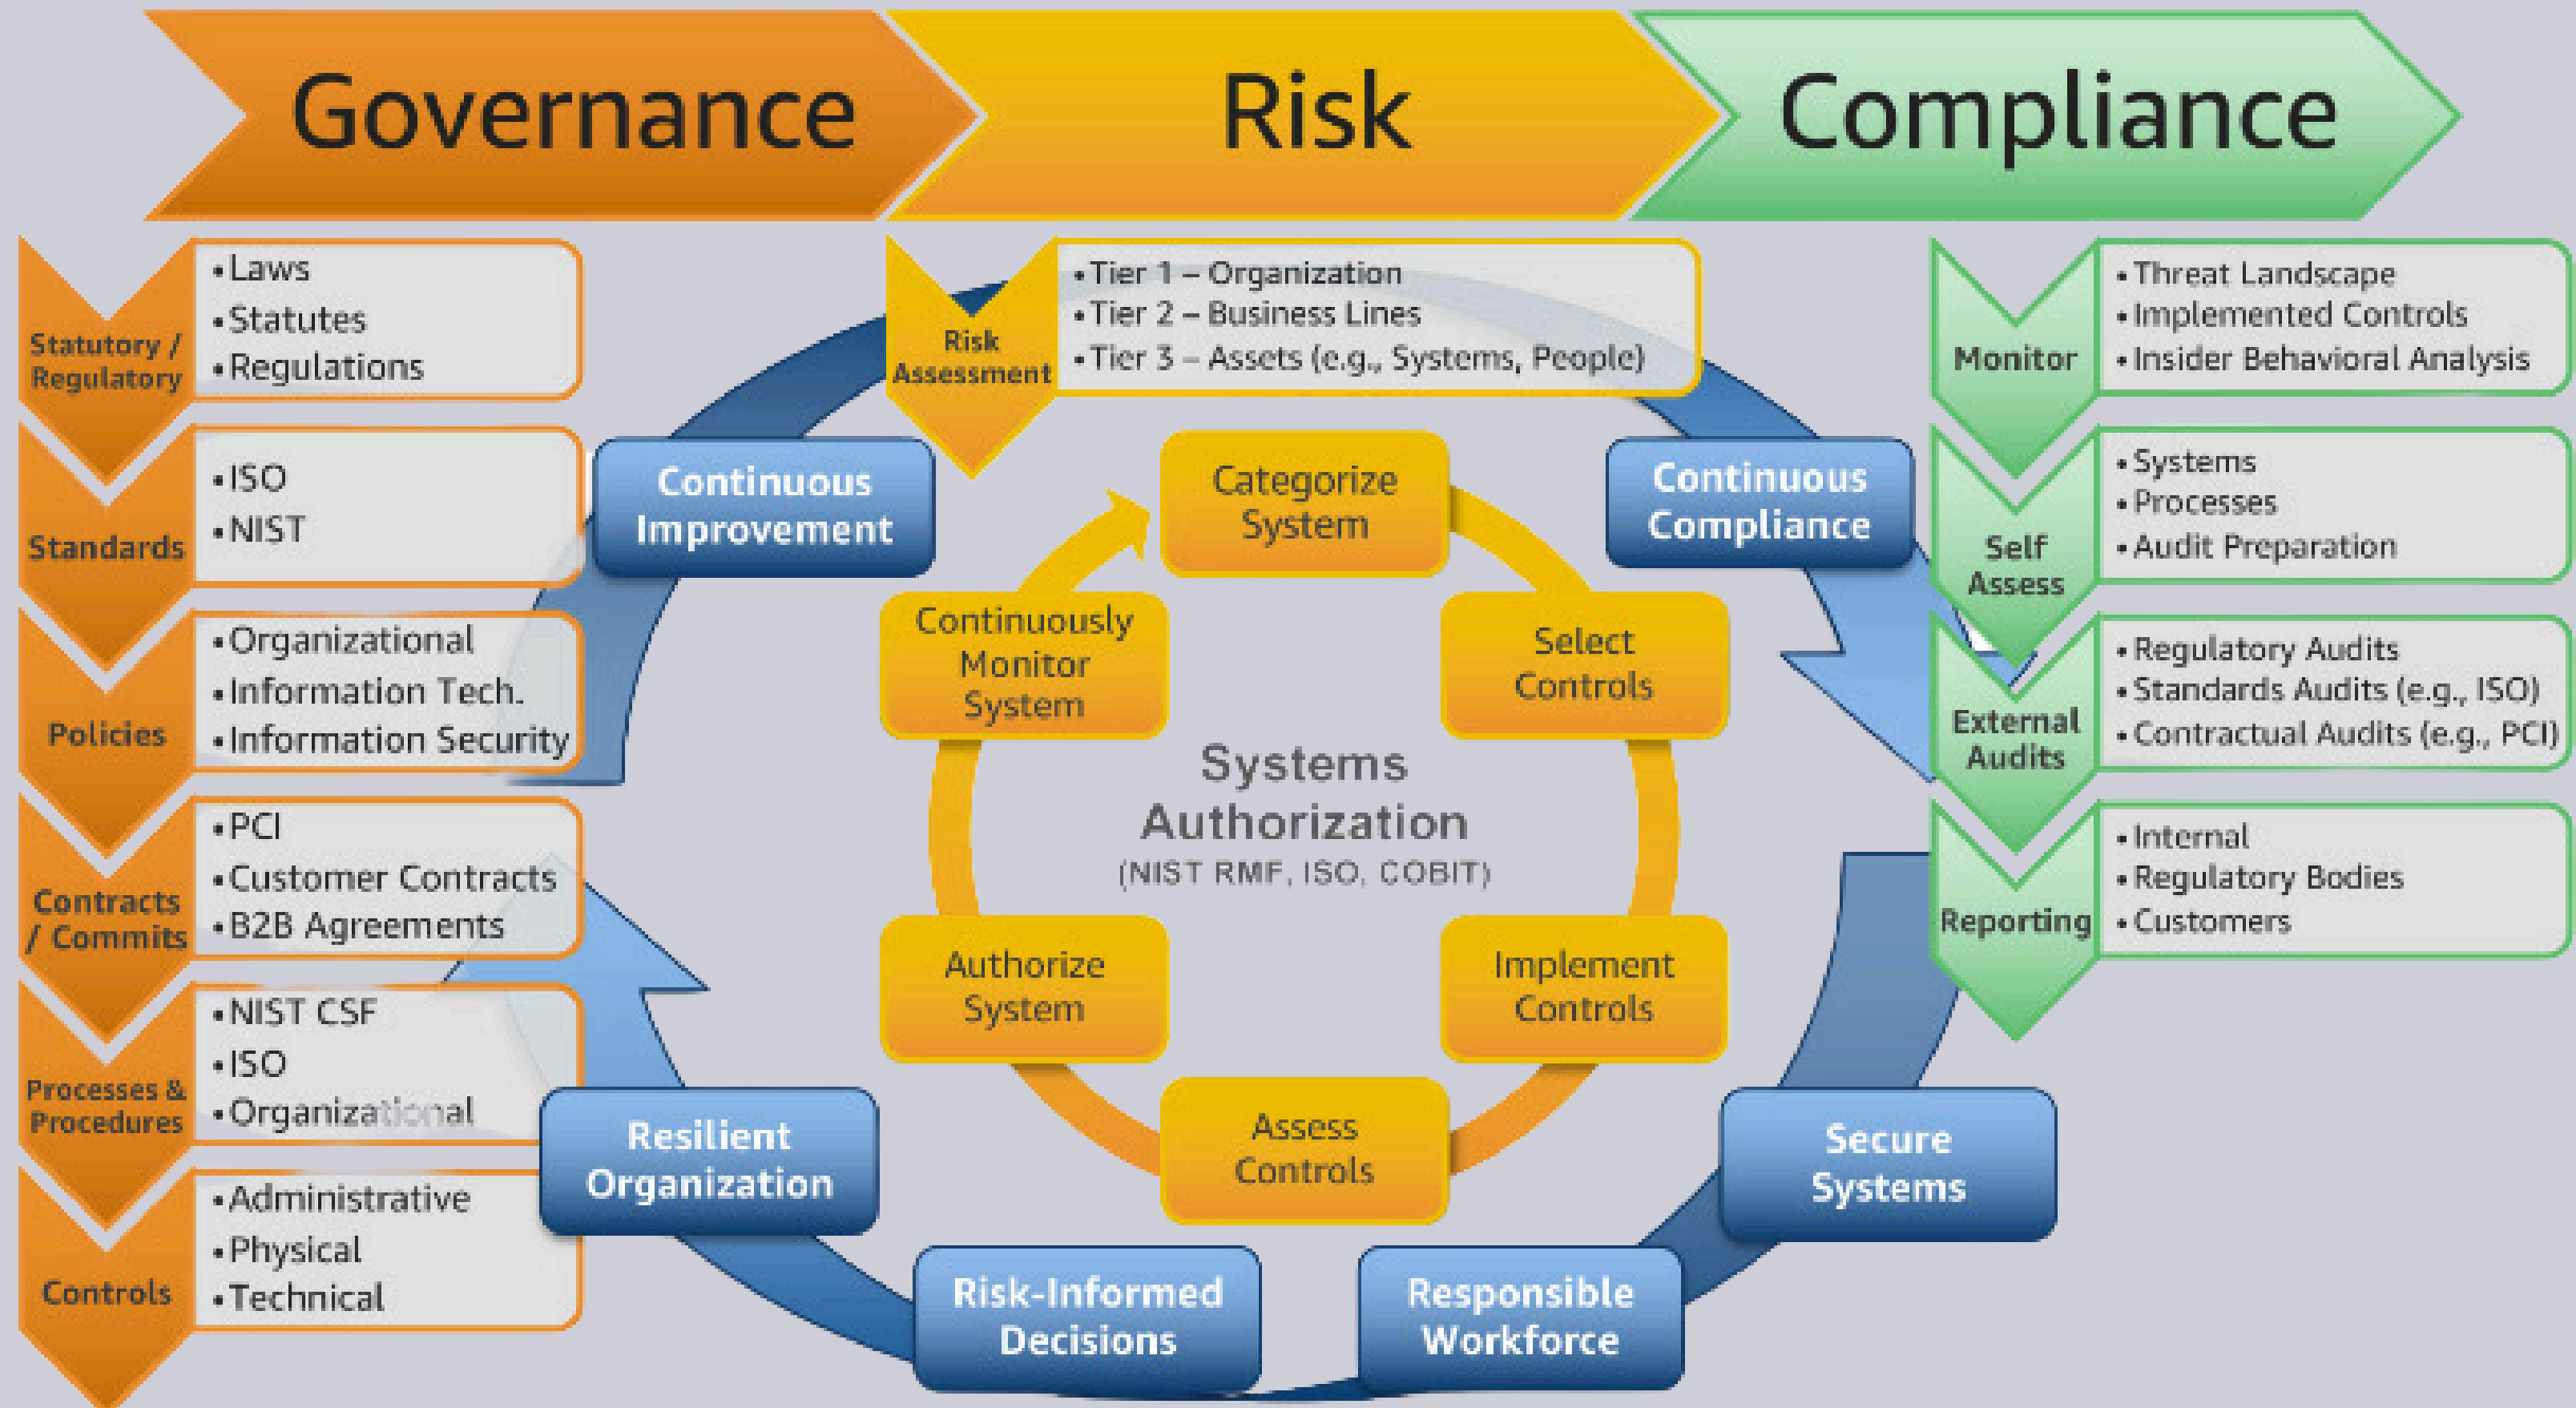 Governance
Risk
Compliance
Statutory /
Regulatory
•Laws
•Statutes
•Regulations
Standards
•ISO
•NIST
Policies
•Organizational
•Information Tech.
•Information Security
Contracts
/ Commits
•PCI
•Customer Contracts
•B2B Agreements
Processes &
Procedures
•NIST CSF
•ISO
•Organizational
Controls
•Administrative
•Physical
•Technical
Risk
Assessment
•Tier 1 – Organization
•Tier 2 – Business Lines
•Tier 3 – Assets (e.g., Systems, People)
Continuous
Improvement
Continuous
Compliance
Categorize
System
Select
Controls
Implement
Controls
Assess
Controls
Authorize
System
Continuously
Monitor
System
Systems
Authorization
(NIST RMF, ISO, COBIT)
Resilient
Organization
Risk-Informed
Decisions
Responsible
Workforce
Secure
Systems
Monitor
•Threat Landscape
•Implemented Controls
•Insider Behavioral Analysis
Self
Assess
•Systems
•Processes
•Audit Preparation
External
Audits
•Regulatory Audits
•Standards Audits (e.g., ISO)
•Contractual Audits (e.g., PCI)
Reporting
•Internal
•Regulatory Bodies
•Customers